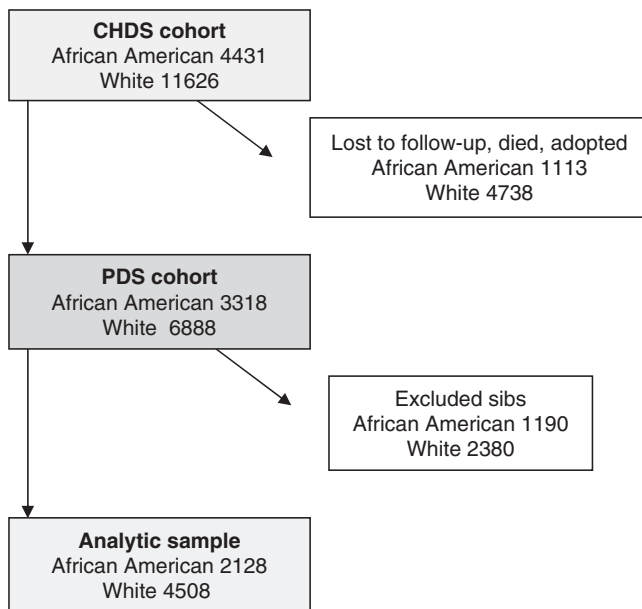 CHDS cohort
African American 4431
White 11626
Lost to follow-up, died, adopted
African American 1113
White 4738
PDS cohort
African American 3318
White 6888
Excluded sibs
African American 1190
White 2380
Analytic sample
African American 2128
White 4508